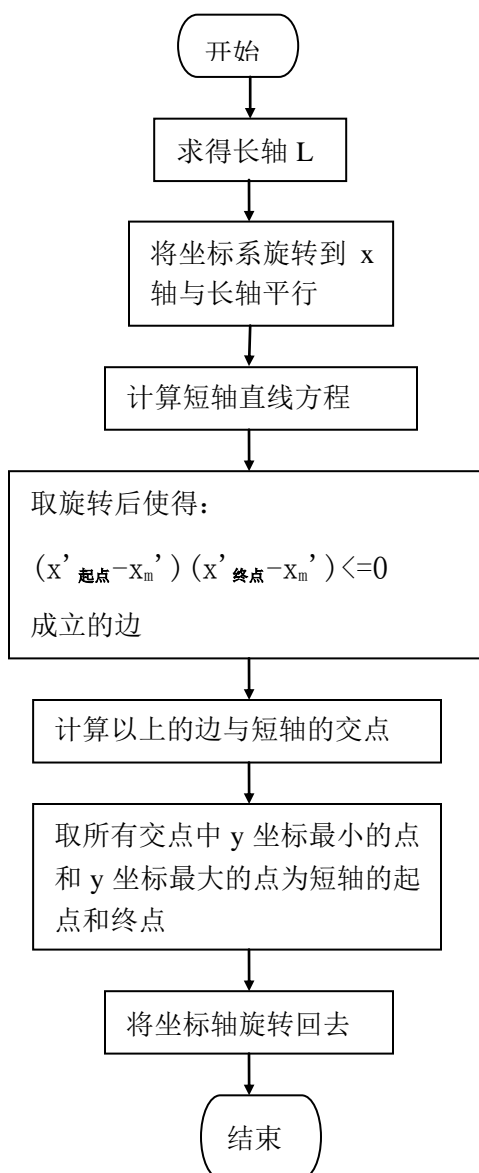 开始
求得长轴 L
将坐标系旋转到 x
轴与长轴平行
计算短轴直线方程
取旋转后使得：
(x'起点-xm')(x'终点-xm')<=0
成立的边
计算以上的边与短轴的交点
取所有交点中 y 坐标最小的点
和 y 坐标最大的点为短轴的起
点和终点
将坐标轴旋转回去
结束